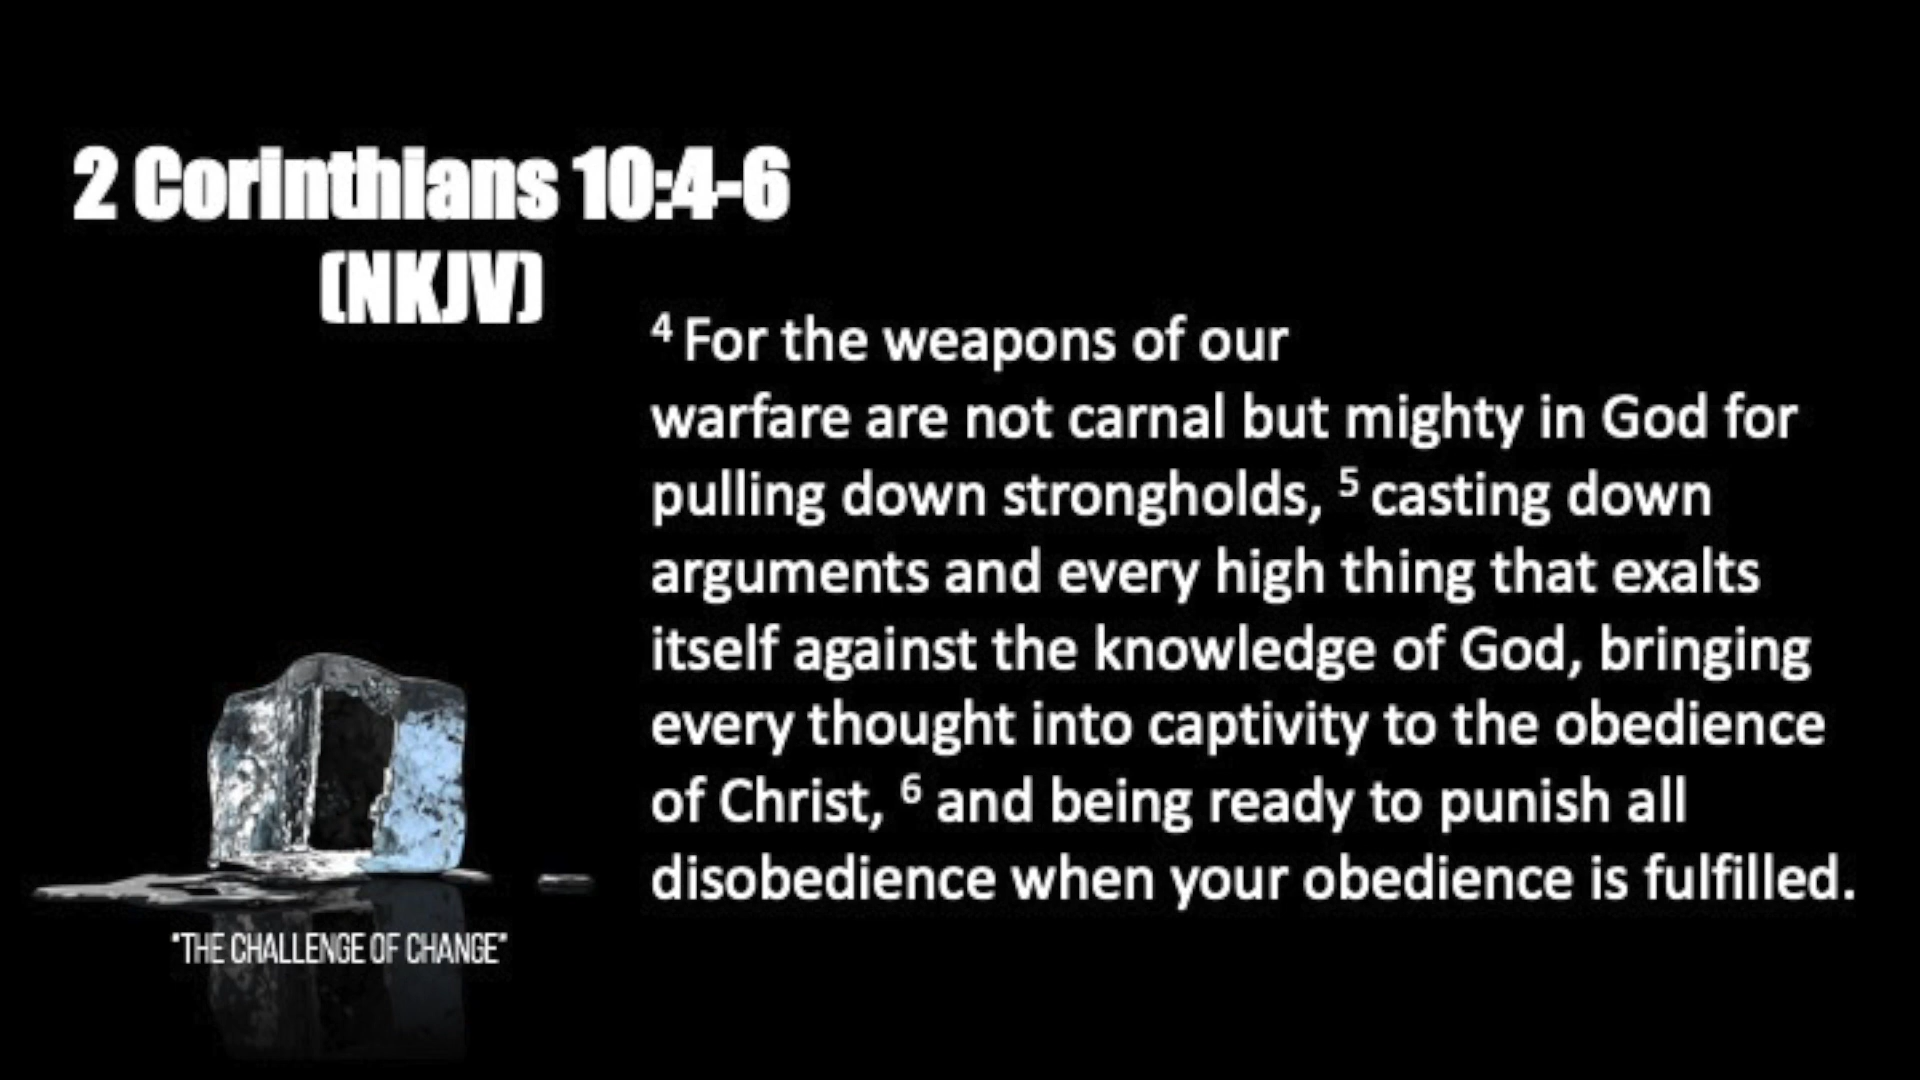 2 Corinthians 10:4-6
(NKJV)
⁴ For the weapons of our
warfare are not carnal but mighty in God for
pulling down strongholds, ⁵ casting down
arguments and every high thing that exalts
itself against the knowledge of God, bringing
every thought into captivity to the obedience
of Christ, ⁶ and being ready to punish all
disobedience when your obedience is fulfilled.
"THE CHALLENGE OF CHANGE"